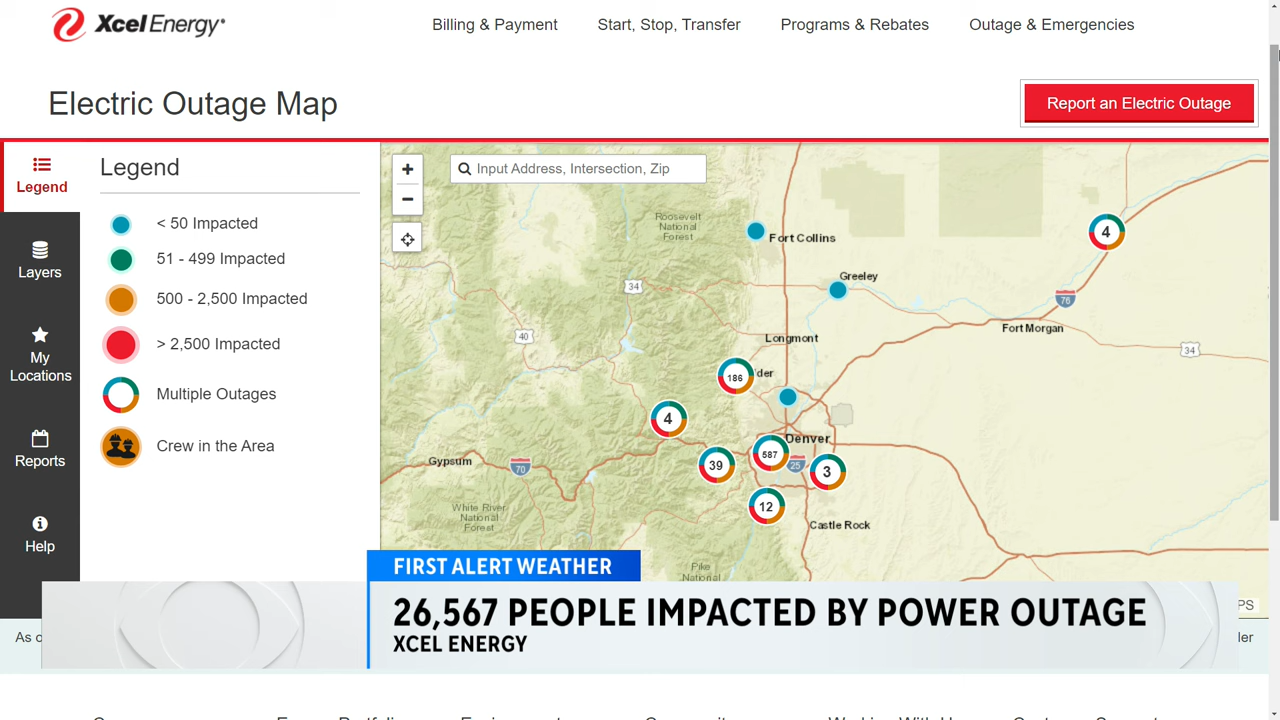 Xcel Energy®
Billing & Payment
Start, Stop, Transfer
Programs & Rebates
Outage & Emergencies
Electric Outage Map
Report an Electric Outage
Legend
Layers
My
Locations
Reports
Help
Legend
< 50 Impacted
51 - 499 Impacted
500 - 2,500 Impacted
> 2,500 Impacted
Multiple Outages
Crew in the Area
+
−
Input Address, Intersection, Zip
Roosevelt
National
Forest
Fort Collins
4
Greeley
34
76
40
Fort Morgan
Longmont
34
186
der
4
Denver
587
25
Gypsum
70
39
3
White River
National
Forest
12
Castle Rock
Pike
National
FIRST ALERT WEATHER
26,567 PEOPLE IMPACTED BY POWER OUTAGE
XCEL ENERGY
PS
As o
ler